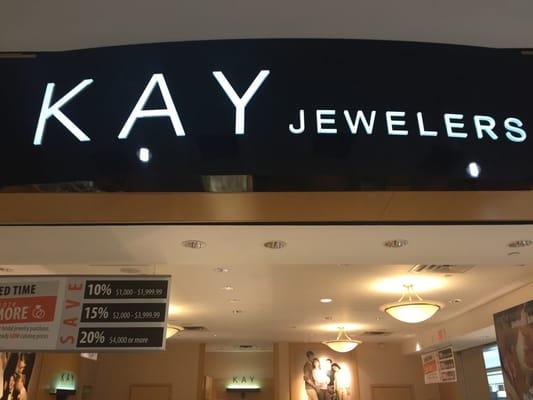 KAY JEWELERS
ED TIME
MORE
SAVE
10% $1,000 - $1,999.99
15% $2,000 - $3,999.99
20% $4,000 or more
KAY
KAY